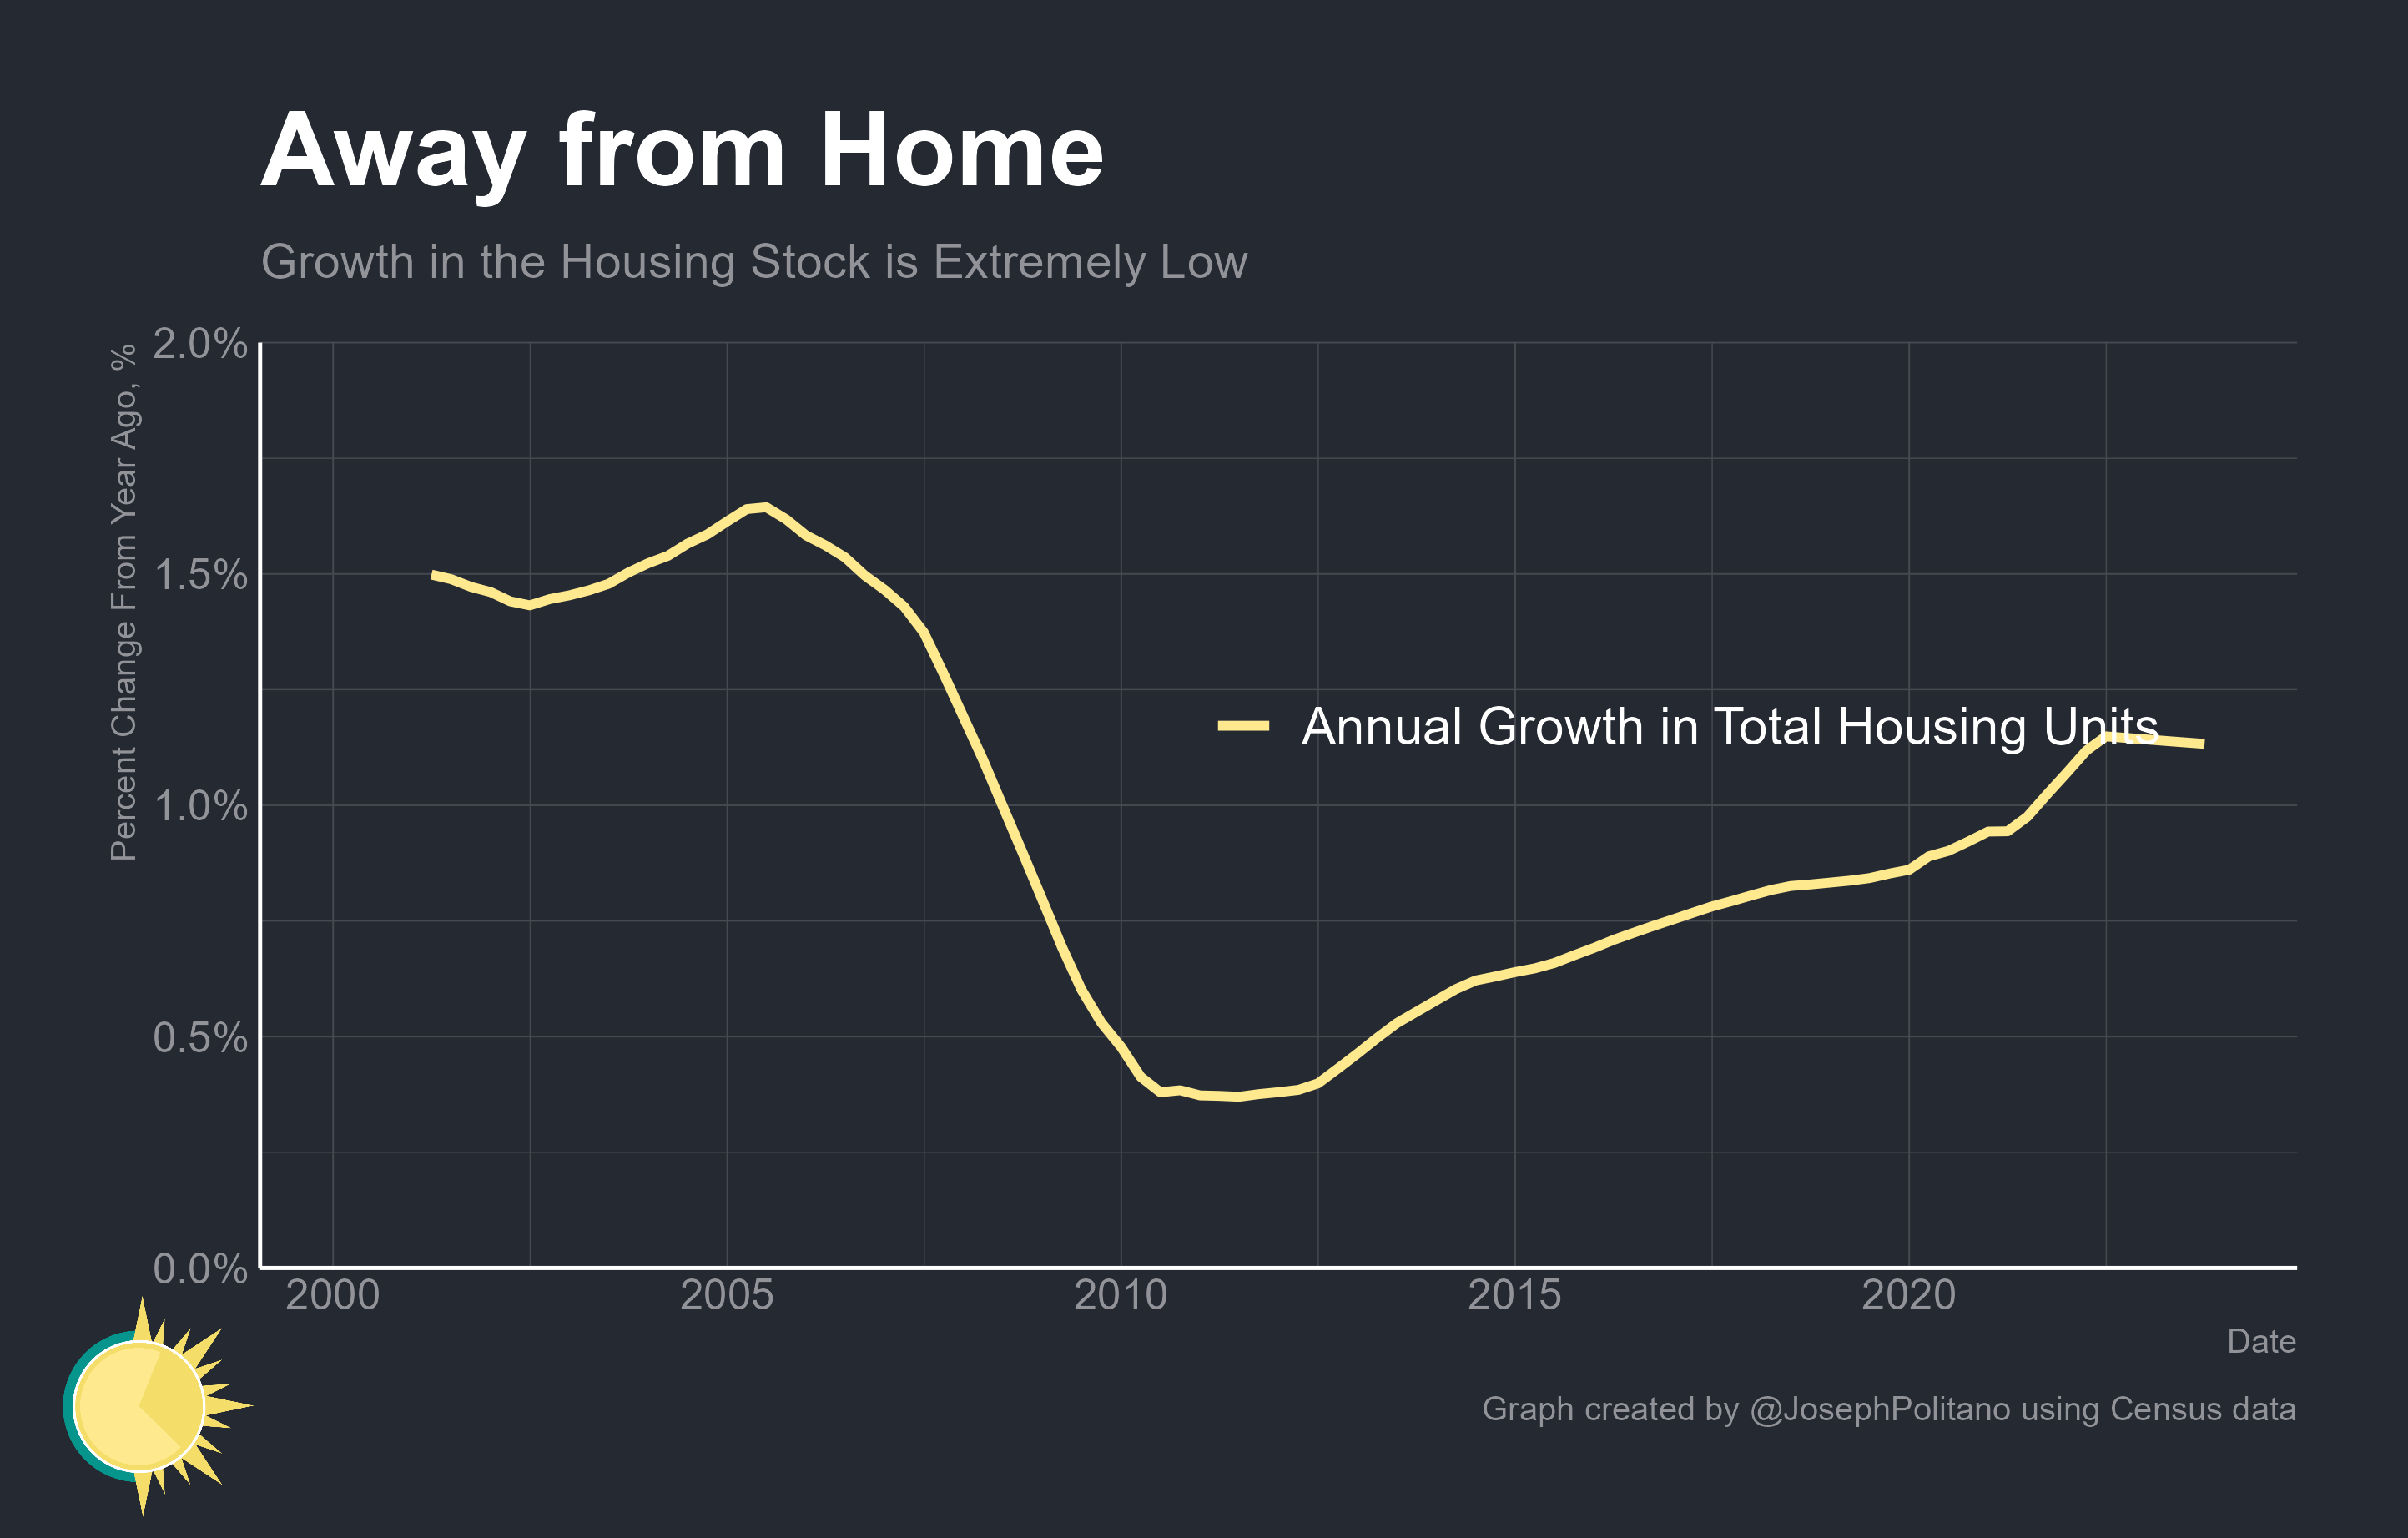 Away from Home
Growth in the Housing Stock is Extremely Low
Percent Change From Year Ago, %
2.0%
1.5%
1.0%
0.5%
0.0%
Annual Growth in Total Housing Units
2000 2005 2010 2015 2020
Date
Graph created by @JosephPolitano using Census data